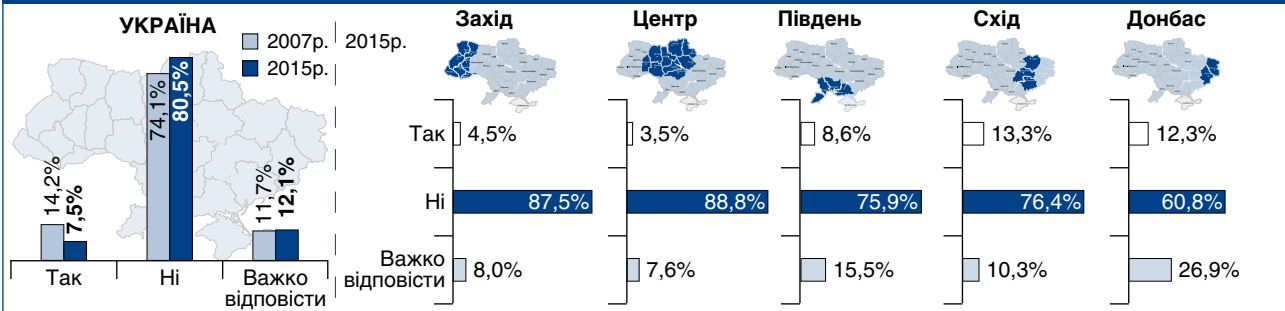 УКРАЇНА
2007р.
2015р.
14,2%
7,5%
74,1%
80,5%
11,7%
12,1%
Так
Ні
Важко
відповісти
2015р.
Захід
Центр
Південь
Схід
Донбас
Так
4,5%
3,5%
8,6%
13,3%
12,3%
Ні
87,5%
88,8%
75,9%
76,4%
60,8%
Важко
відповісти
8,0%
7,6%
15,5%
10,3%
26,9%